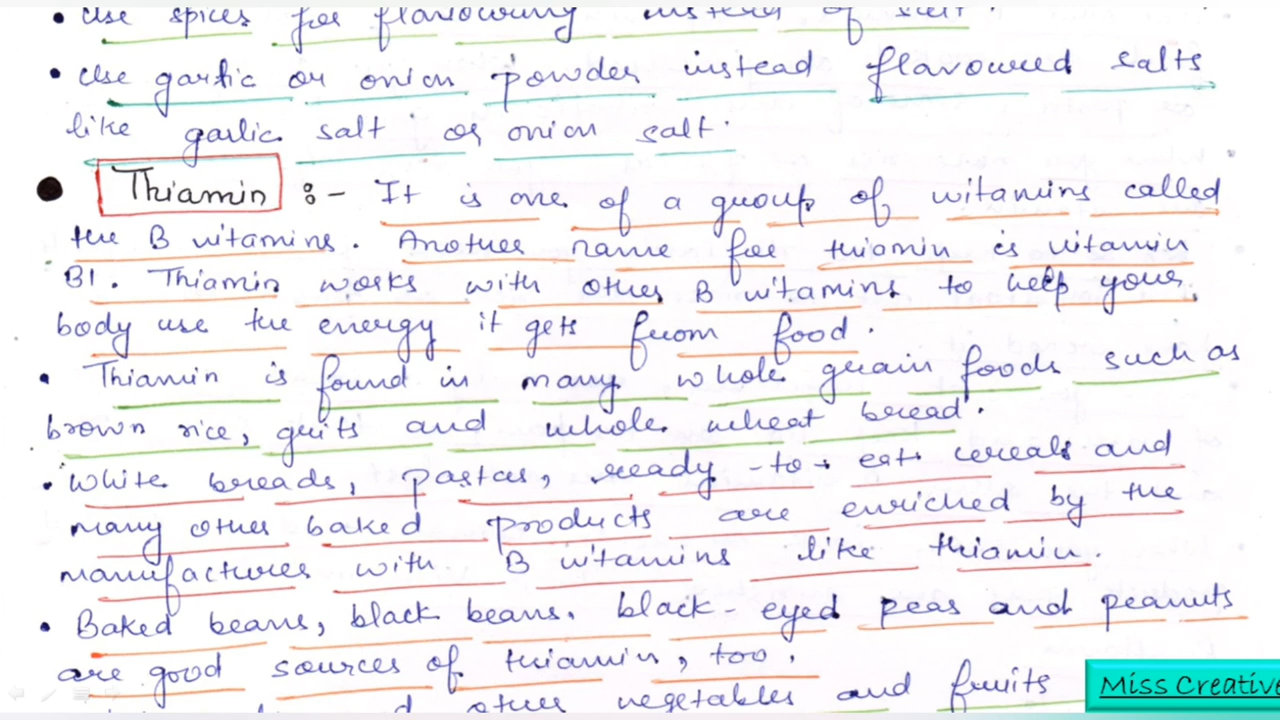 • Use spices for flavouring instead of salt.
• Use garlic or onion powder instead flavoured salts
like garlic salt or onion salt.
● Thiamin :- It is one of a group of vitamins called
the B vitamins. Another name for thiamin is vitamin
B1. Thiamin works with other B vitamins to help your
body use the energy it gets from food.
• Thiamin is found in many whole grain foods such as
brown rice, grits and whole wheat bread.
• White breads, pastas, ready-to-eat cereals and
many other baked products are enriched by the
manufactures with B vitamins like thiamin.
• Baked beans, black beans, black-eyed peas and peanuts
are good sources of thiamin, too.
other vegetables and fruits
Miss Creative